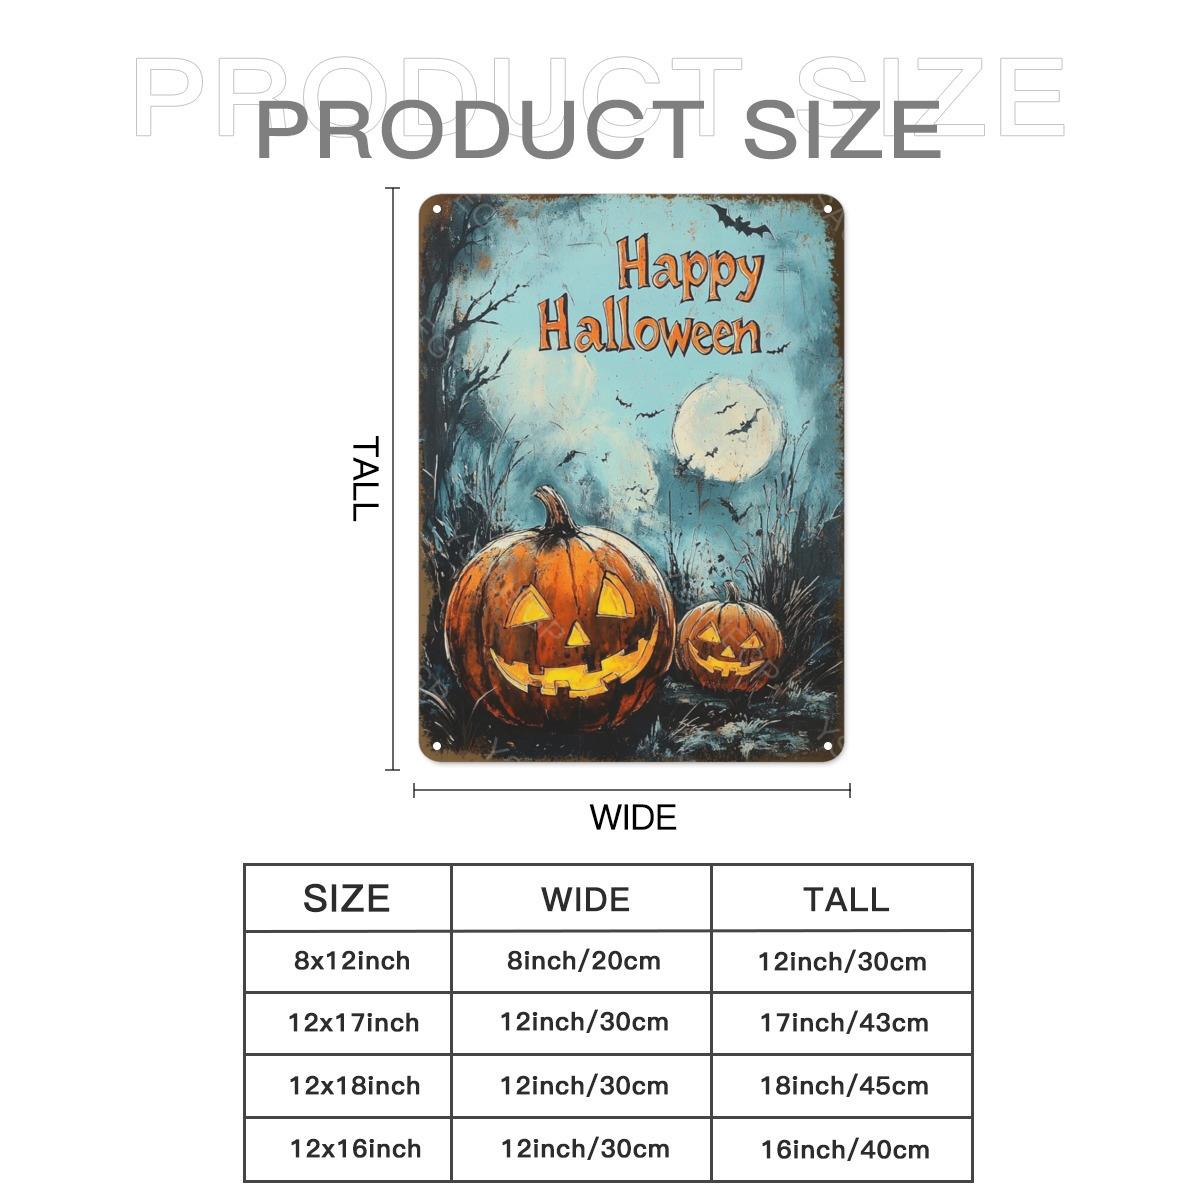 PRODUCT SIZE
PRODUCT SIZE
TALL
Happy
Halloween
WIDE
SIZE WIDE TALL
8x12inch 8inch/20cm 12inch/30cm
12x17inch 12inch/30cm 17inch/43cm
12x18inch 12inch/30cm 18inch/45cm
12x16inch 12inch/30cm 16inch/40cm